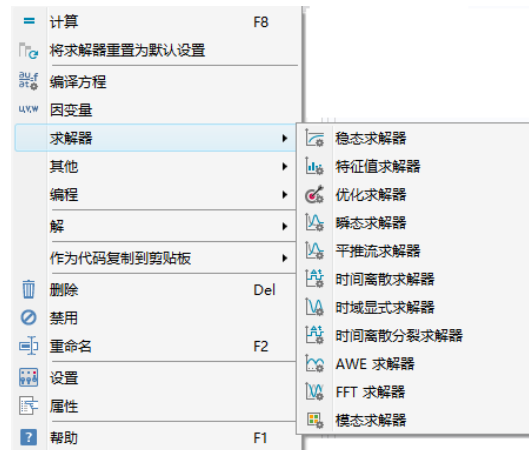 计算 F8
将求解器重置为默认设置
编译方程
u,v,w 因变量
求解器
其他
编程
解
作为代码复制到剪贴板
删除 Del
禁用
重命名 F2
设置
属性
帮助 F1
稳态求解器
特征值求解器
优化求解器
瞬态求解器
平推流求解器
时间离散求解器
时域显式求解器
时间离散分裂求解器
AWE 求解器
FFT 求解器
模态求解器